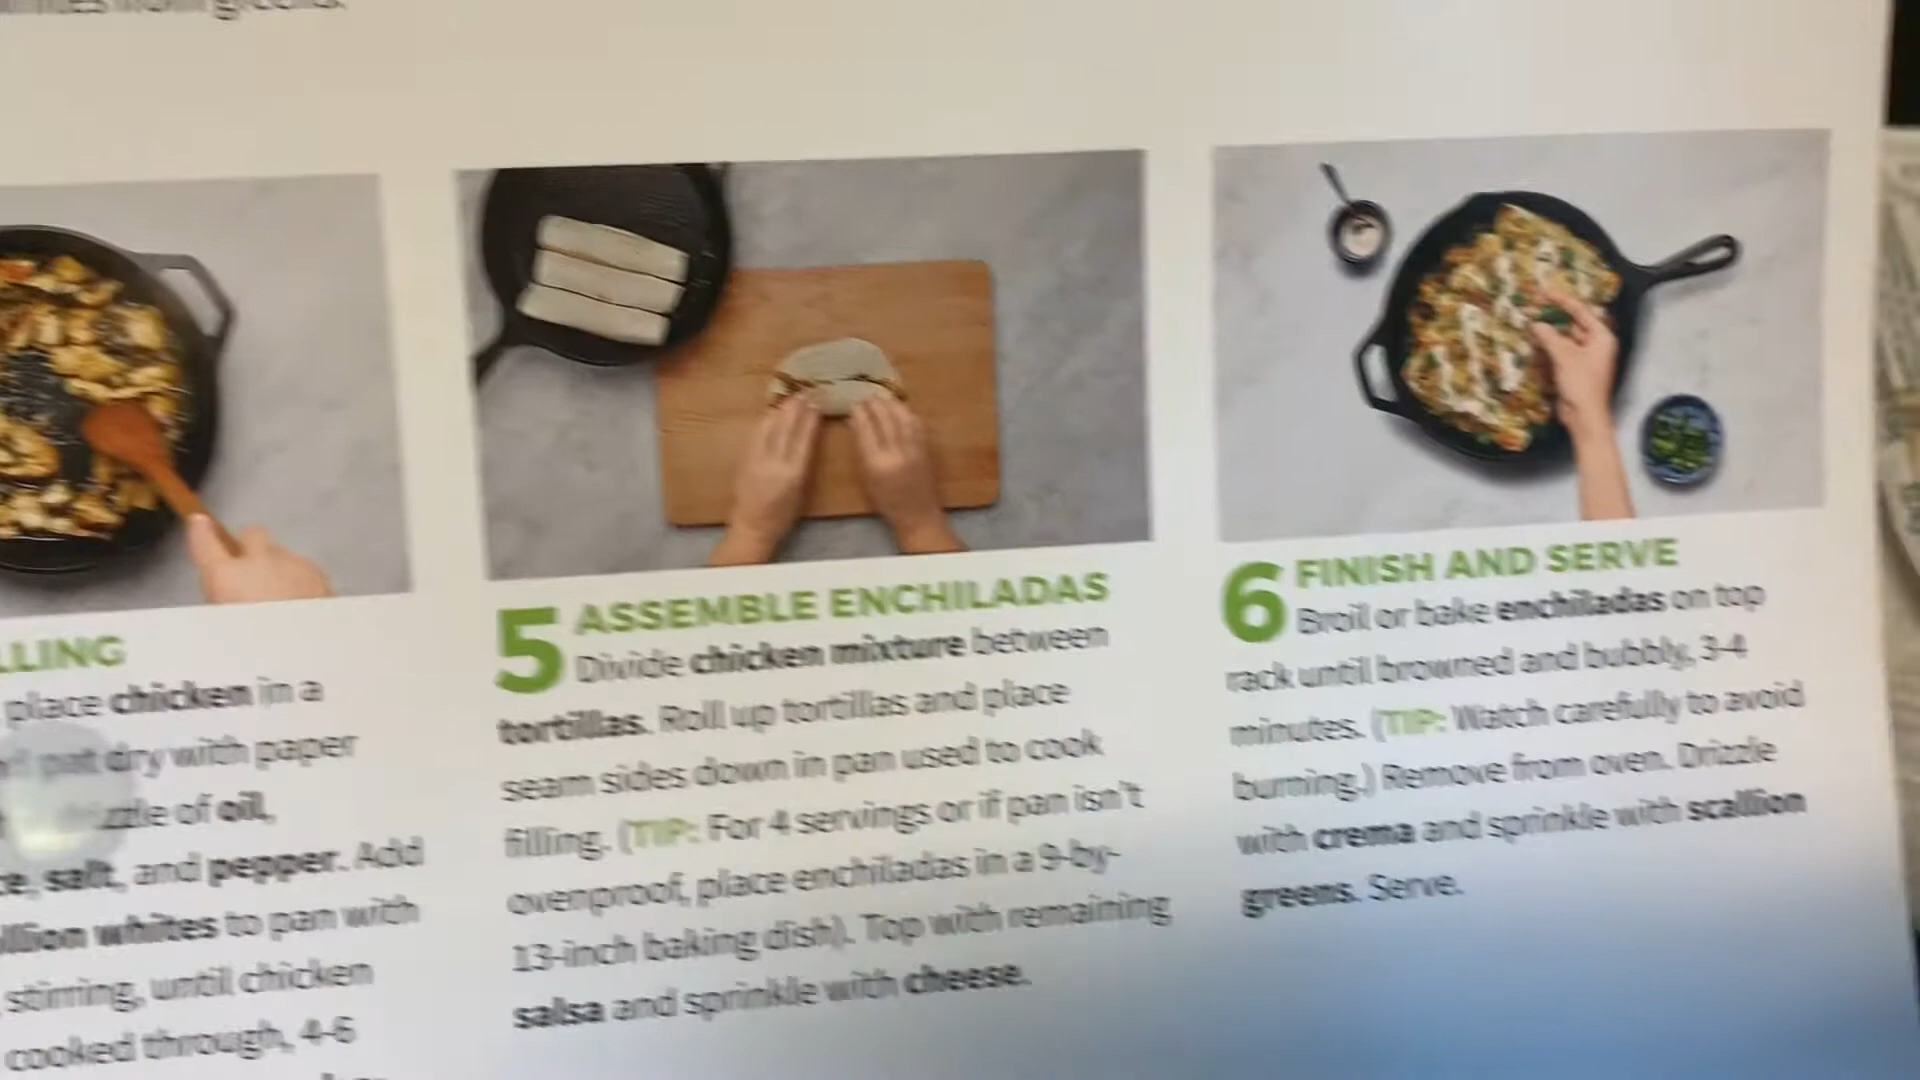 greens.
LLING
place chicken in a
pat dry with paper
of oil,
salt, and pepper. Add
whites to pan with
stirring, until chicken
cooked through, 4-6
5 ASSEMBLE ENCHILADAS
Divide chicken mixture between
tortillas. Roll up tortillas and place
seam sides down in pan used to cook
filling. (TIP: For 4 servings or if pan isn't
ovenproof, place enchiladas in a 9-by-
13-inch baking dish). Top with remaining
salsa and sprinkle with cheese.
6 FINISH AND SERVE
Broil or bake enchiladas on top
rack until browned and bubbly, 3-4
minutes. (TIP: Watch carefully to avoid
burning.) Remove from oven. Drizzle
with crema and sprinkle with scallion
greens. Serve.